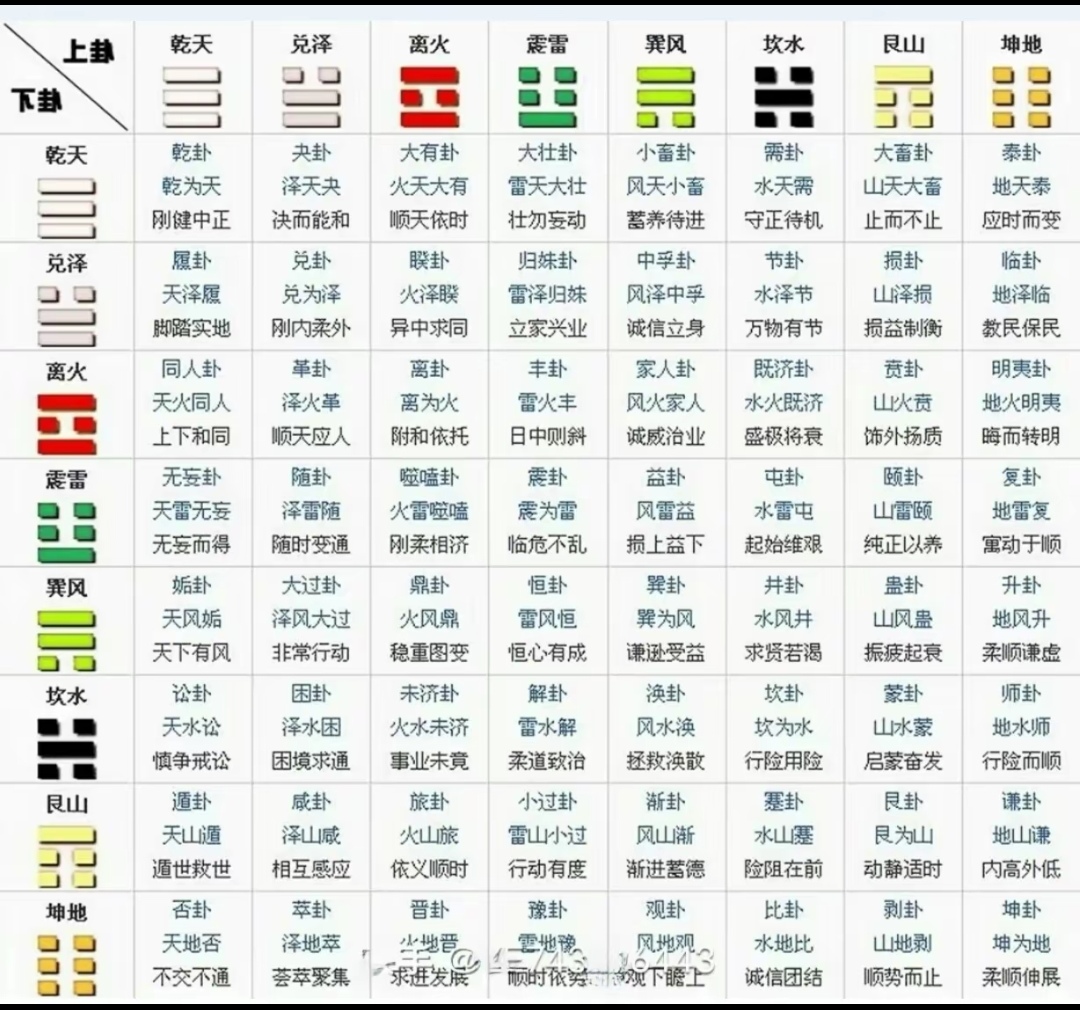 上卦 乾天 兑泽 离火 震雷 巽风 坎水 艮山 坤地
下卦
乾天 乾卦 夬卦 大有卦 大壮卦 小畜卦 需卦 大畜卦 泰卦
乾为天 泽天夬 火天大有 雷天大壮 风天小畜 水天需 山天大畜 地天泰
刚健中正 决而能和 顺天依时 壮勿妄动 蓄养待进 守正待机 止而不止 应时而变
兑泽 履卦 兑卦 睽卦 归妹卦 中孚卦 节卦 损卦 临卦
天泽履 兑为泽 火泽睽 雷泽归妹 风泽中孚 水泽节 山泽损 地泽临
脚踏实地 刚内柔外 异中求同 立家兴业 诚信立身 万物有节 损益制衡 教民保民
离火 同人卦 革卦 离卦 丰卦 家人卦 既济卦 贲卦 明夷卦
天火同人 泽火革 离为火 雷火丰 风火家人 水火既济 山火贲 地火明夷
上下和同 顺天应人 附和依托 日中则斜 诚威治业 盛极将衰 饰外扬质 晦而转明
震雷 无妄卦 随卦 噬嗑卦 震卦 益卦 屯卦 颐卦 复卦
天雷无妄 泽雷随 火雷噬嗑 震为雷 风雷益 水雷屯 山雷颐 地雷复
无妄而得 随时变通 刚柔相济 临危不乱 损上益下 起始维艰 纯正以养 寓动于顺
巽风 姤卦 大过卦 鼎卦 恒卦 巽卦 井卦 蛊卦 升卦
天风姤 泽风大过 火风鼎 雷风恒 巽为风 水风井 山风蛊 地风升
天下有风 非常行动 稳重图变 恒心有成 谦逊受益 求贤若渴 振疲起衰 柔顺谦虚
坎水 讼卦 困卦 未济卦 解卦 涣卦 坎卦 蒙卦 师卦
天水讼 泽水困 火水未济 雷水解 风水涣 坎为水 山水蒙 地水师
慎争戒讼 困境求通 事业未竟 柔道致治 拯救涣散 行险用险 启蒙奋发 行险而顺
艮山 遁卦 咸卦 旅卦 小过卦 渐卦 蹇卦 艮卦 谦卦
天山遁 泽山咸 火山旅 雷山小过 风山渐 水山蹇 艮为山 地山谦
遁世救世 相互感应 依义顺时 行动有度 渐进蓄德 险阻在前 动静适时 内高外低
坤地 否卦 萃卦 晋卦 豫卦 观卦 比卦 剥卦 坤卦
天地否 泽地萃 火地晋 雷地豫 风地观 水地比 山地剥 坤为地
不交不通 荟萃聚集 求进发展 顺时依势 观下瞻上 诚信团结 顺势而止 柔顺伸展